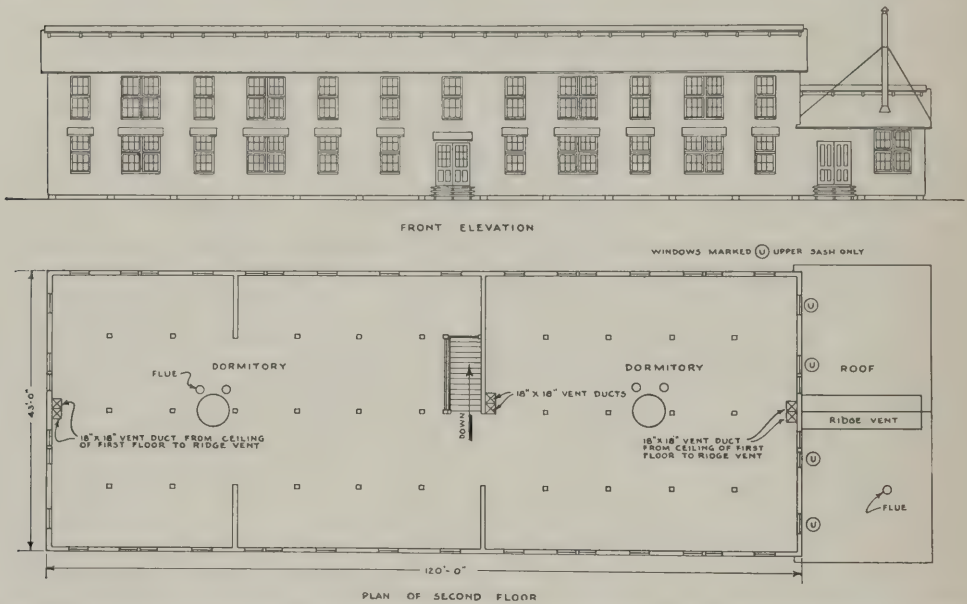 FRONT ELEVATION
WINDOWS MARKED U UPPER SASH ONLY
U
DORMITORY
FLUE
DORMITORY
U
ROOF
18"X 18" VENT DUCTS
43'-0"
DOWN
RIDGE VENT
18"X 18" VENT DUCT FROM CEILING
OF FIRST FLOOR TO RIDGE VENT
18"X 18" VENT DUCT
FROM CEILING OF FIRST
FLOOR TO RIDGE VENT
U
FLUE
U
120'-0"
PLAN OF SECOND FLOOR